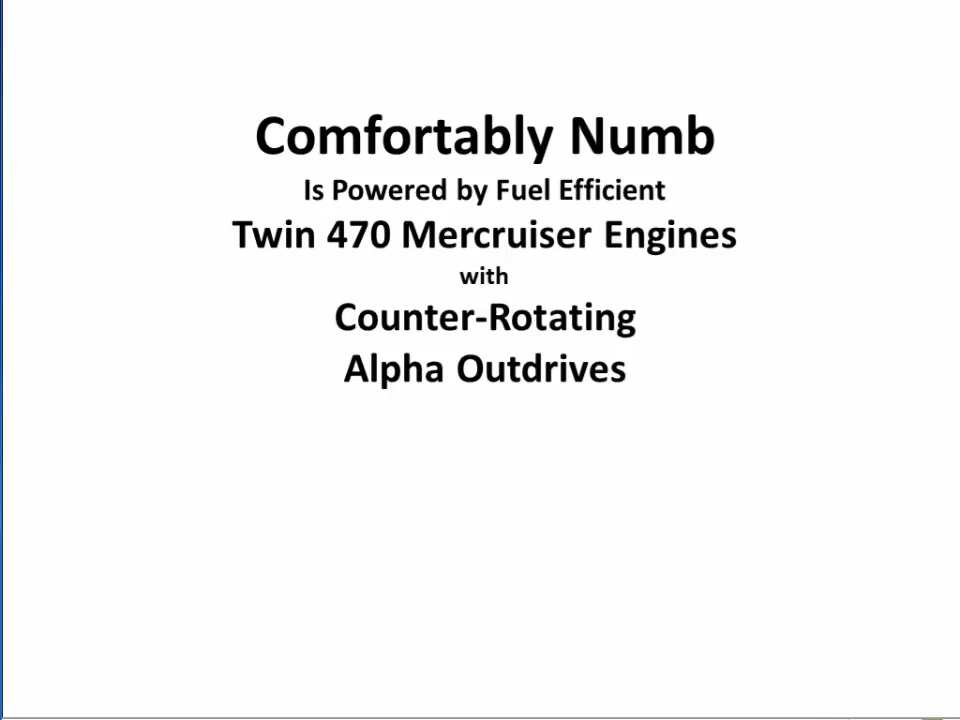 Comfortably Numb
Is Powered by Fuel Efficient
Twin 470 Mercruiser Engines
with
Counter-Rotating
Alpha Outdrives